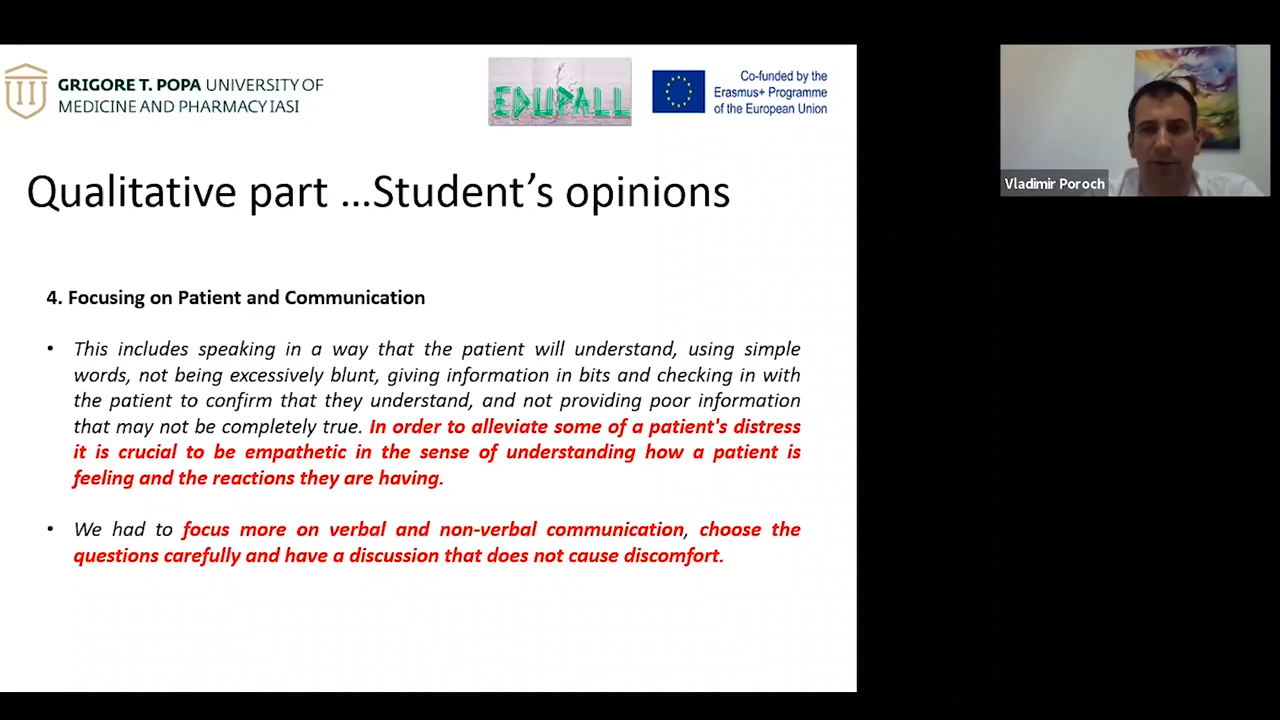 GRIGORE T. POPA UNIVERSITY OF
MEDICINE AND PHARMACY IASI
EDUPALL
Co-funded by the
Erasmus+ Programme
of the European Union
Vladimir Poroch
Qualitative part ...Student's opinions
4. Focusing on Patient and Communication
• This includes speaking in a way that the patient will understand, using simple
words, not being excessively blunt, giving information in bits and checking in with
the patient to confirm that they understand, and not providing poor information
that may not be completely true. In order to alleviate some of a patient's distress
it is crucial to be empathetic in the sense of understanding how a patient is
feeling and the reactions they are having.
• We had to focus more on verbal and non-verbal communication, choose the
questions carefully and have a discussion that does not cause discomfort.